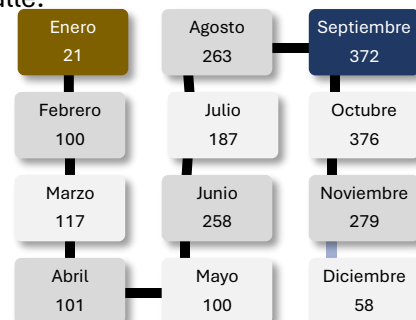 Enero
21
Febrero
100
Marzo
117
Abril
101
Mayo
100
Junio
258
Julio
187
Agosto
263
Septiembre
372
Octubre
376
Noviembre
279
Diciembre
58